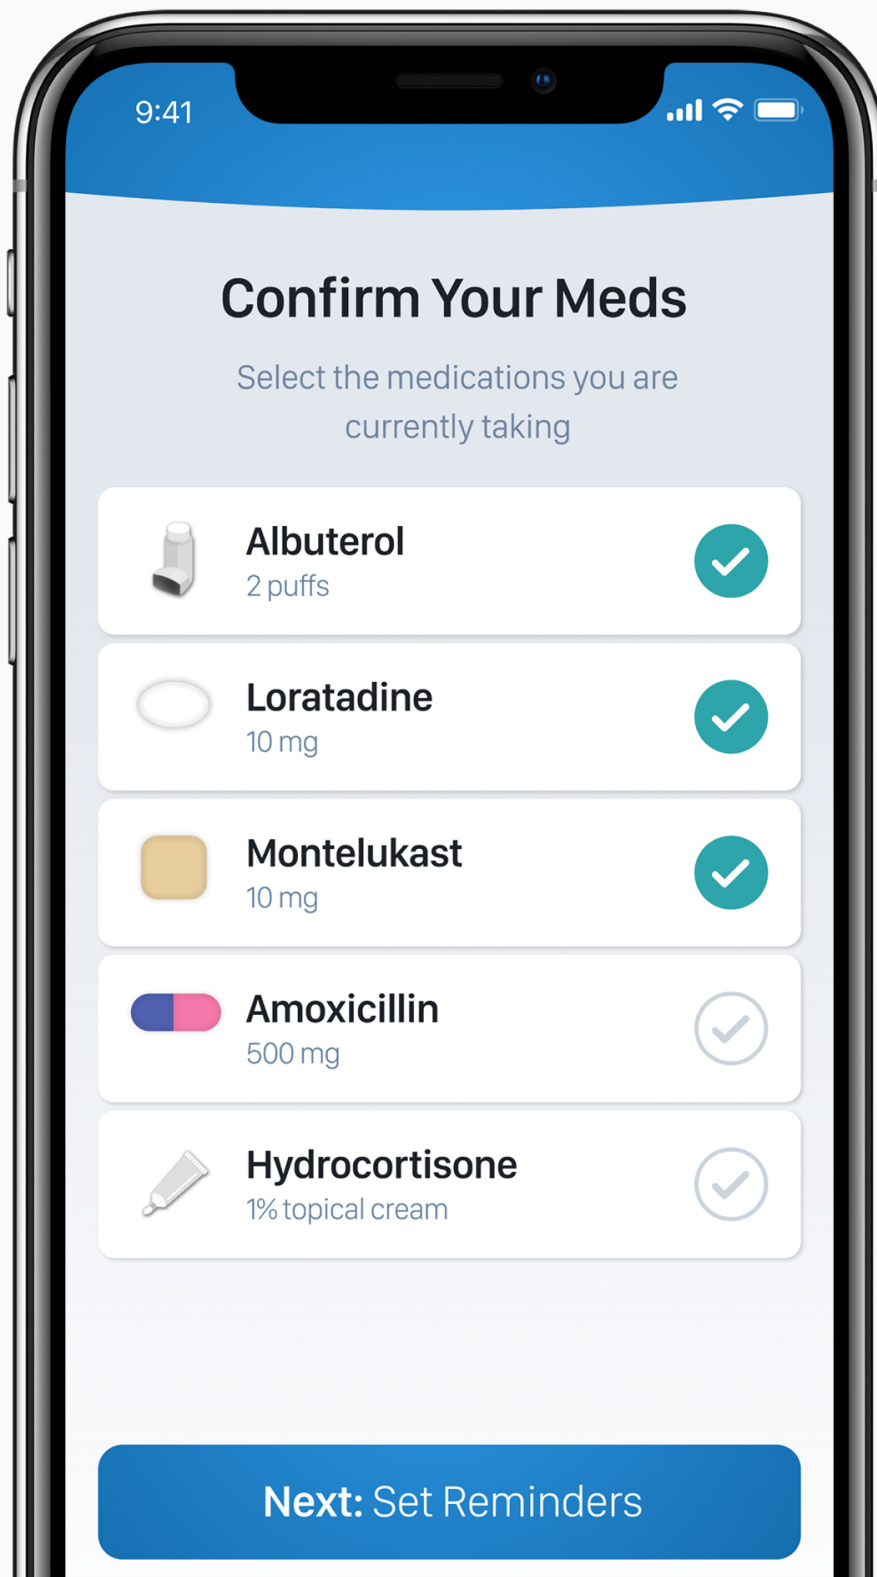 9:41
Confirm Your Meds
Select the medications you are
currently taking
Albuterol
2 puffs
Loratadine
10 mg
Montelukast
10 mg
Amoxicillin
500 mg
Hydrocortisone
1% topical cream
Next: Set Reminders